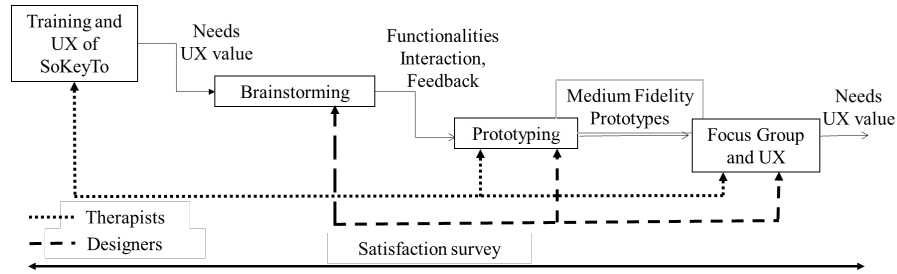 Training and
UX of
SoKeyTo
Needs
UX value
Brainstorming
Functionalities
Interaction,
Feedback
Prototyping
Medium Fidelity
Prototypes
Focus Group
and UX
Needs
UX value
Therapists
Designers
Satisfaction survey